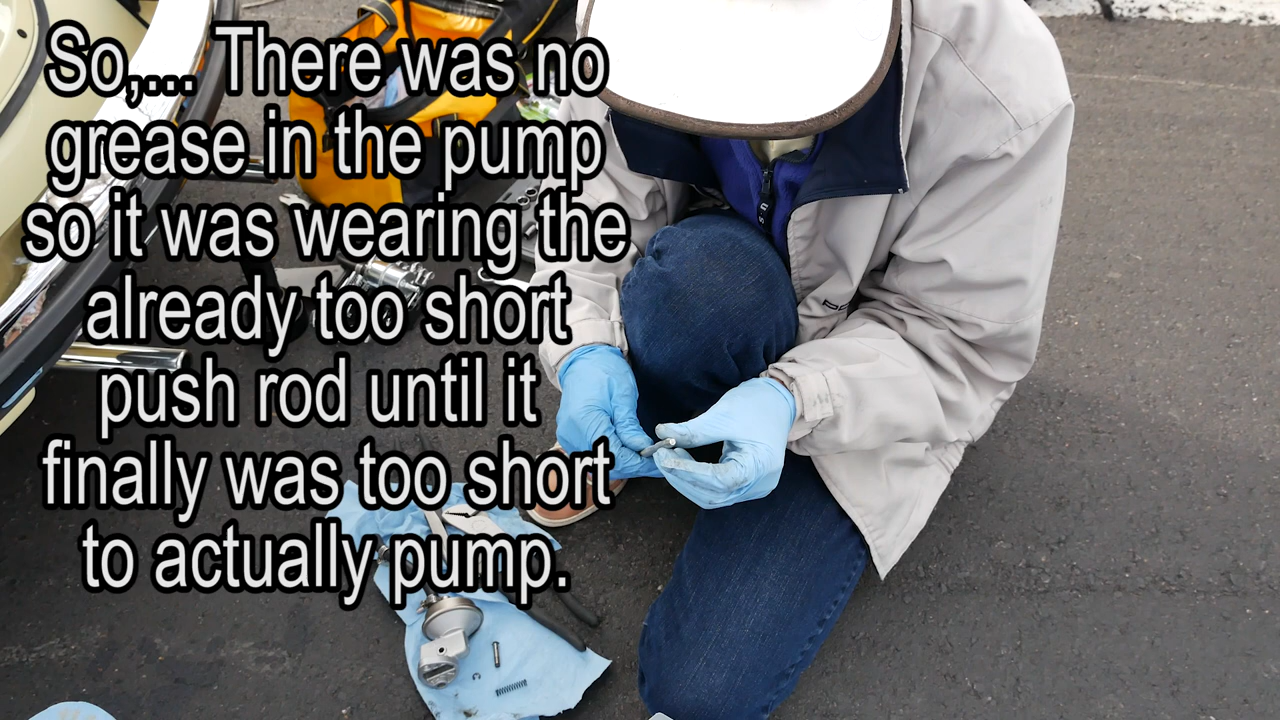 So,... There was no
grease in the pump
so it was wearing the
already too short
push rod until it
finally was too short
to actually pump.